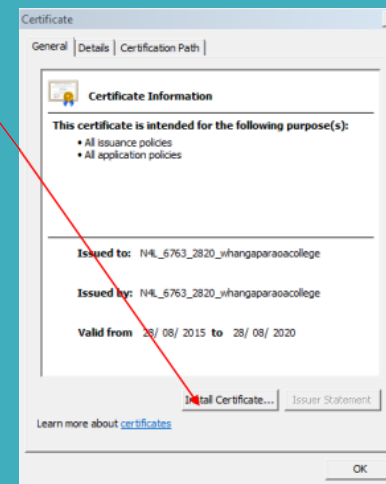 Certificate
General Details Certification Path
Certificate Information
This certificate is intended for the following purpose(s):
• All issuance policies
• All application policies
Issued to: N4L_6763_2820_whangaparaoacollege
Issued by: N4L_6763_2820_whangaparaoacollege
Valid from 28/ 08/ 2015 to 28/ 08/ 2020
Install Certificate... Issuer Statement
Learn more about certificates
OK